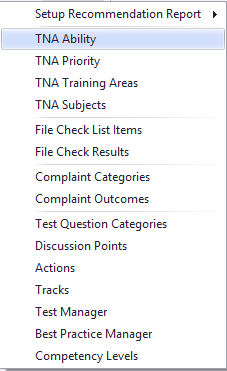 Setup Recommendation Report
TNA Ability
TNA Priority
TNA Training Areas
TNA Subjects
File Check List Items
File Check Results
Complaint Categories
Complaint Outcomes
Test Question Categories
Discussion Points
Actions
Tracks
Test Manager
Best Practice Manager
Competency Levels